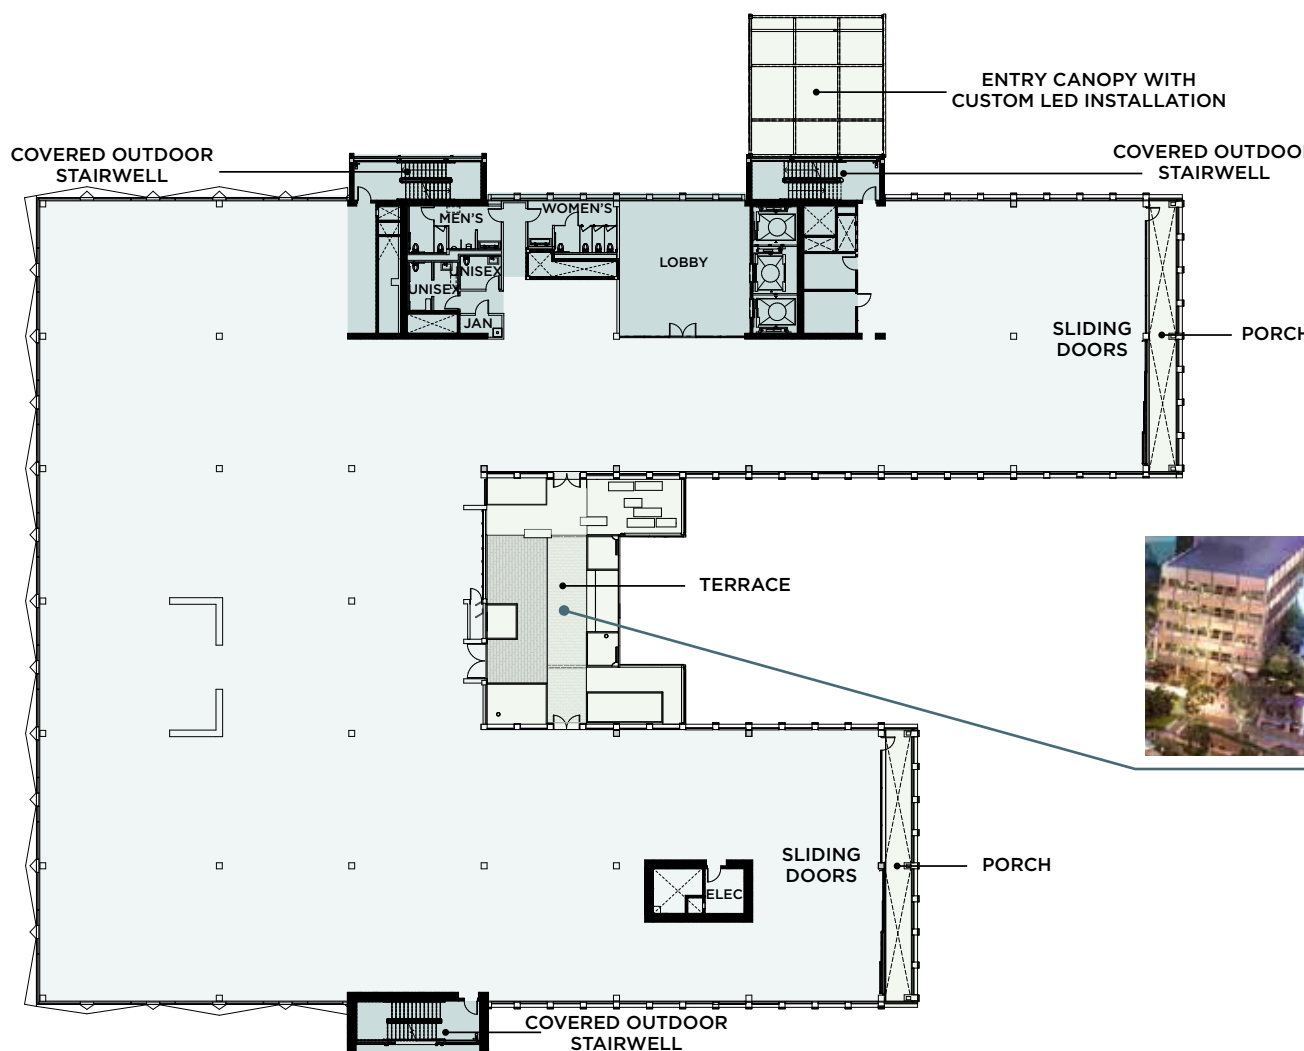 ENTRY CANOPY WITH
CUSTOM LED INSTALLATION
COVERED OUTDOOR
STAIRWELL
COVERED OUTDOOR
STAIRWELL
MEN'S
WOMEN'S
LOBBY
UNISEX
UNISEX
JAN
SLIDING
DOORS
PORCH
TERRACE
SLIDING
DOORS
PORCH
ELEC
COVERED OUTDOOR
STAIRWELL